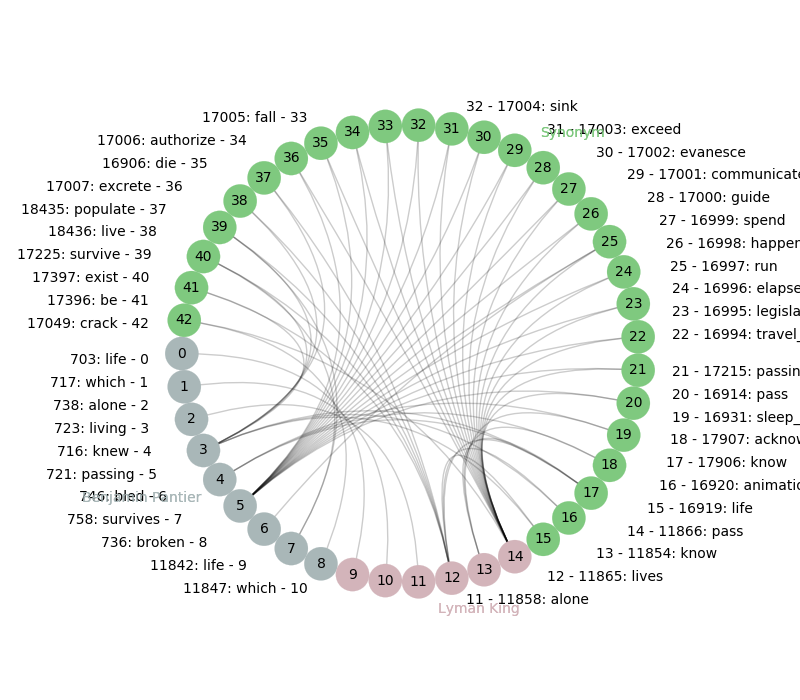 32 - 17004: sink
17005: fall - 33
31 - 17003: exceed
Synonym
17006: authorize - 34
30 - 17002: evanesce
16906: die - 35
29 - 17001: communicate
17007: excrete - 36
28 - 17000: guide
18435: populate - 37
27 - 16999: spend
18436: live - 38
26 - 16998: happen
17225: survive - 39
25 - 16997: run
17397: exist - 40
24 - 16996: elapse
17396: be - 41
23 - 16995: legisla
17049: crack - 42
22 - 16994: travel_
703: life - 0
21 - 17215: passin
717: which - 1
20 - 16914: pass
738: alone - 2
19 - 16931: sleep_
723: living - 3
18 - 17907: acknow
716: knew - 4
17 - 17906: know
721: passing - 5
16 - 16920: animatio
746: bled - 6
Benjamin Pantier
15 - 16919: life
758: survives - 7
14 - 11866: pass
736: broken - 8
13 - 11854: know
11842: life - 9
12 - 11865: lives
11847: which - 10
11 - 11858: alone
Lyman King
0
1
2
3
4
5
6
7
8
9
10
11
12
13
14
15
16
17
18
19
20
21
22
23
24
25
26
27
28
29
30
31
32
33
34
35
36
37
38
39
40
41
42